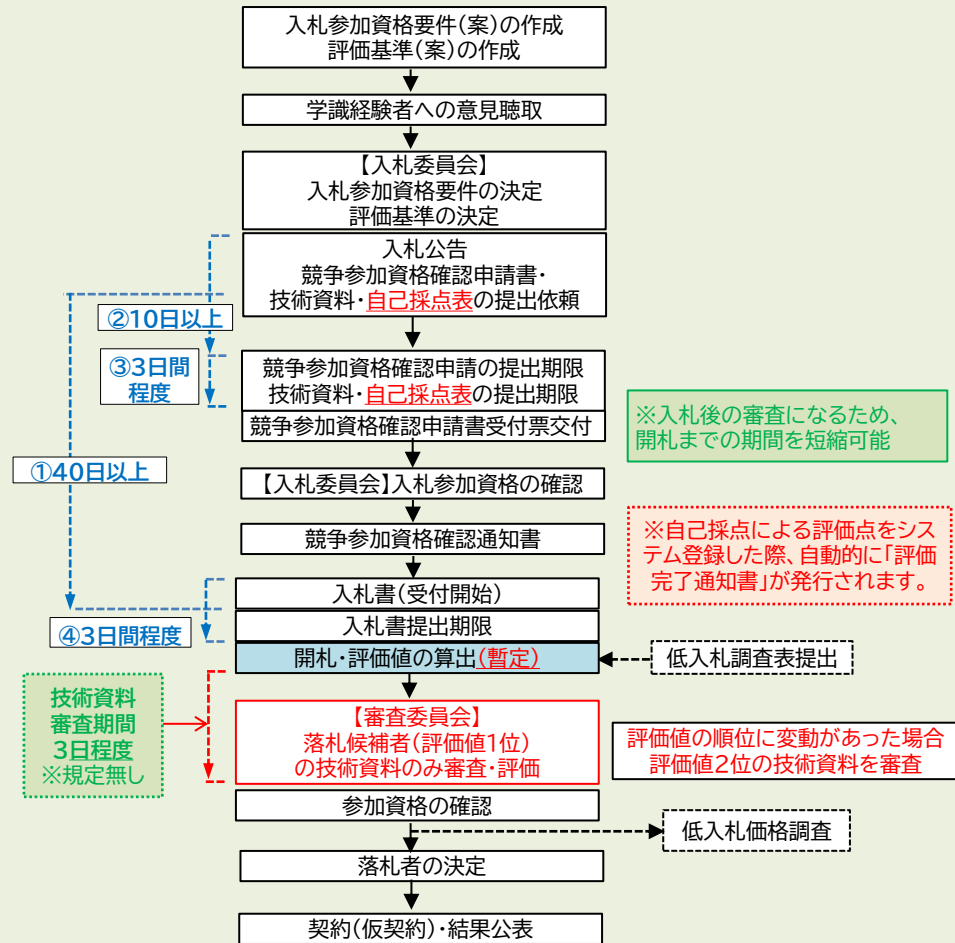 入札参加資格要件(案)の作成
評価基準(案)の作成
学識経験者への意見聴取
【入札委員会】
入札参加資格要件の決定
評価基準の決定
入札公告
競争参加資格確認申請書・
技術資料・自己採点表の提出依頼
②10日以上
③3日間
程度
競争参加資格確認申請の提出期限
技術資料・自己採点表の提出期限
競争参加資格確認申請書受付票交付
※入札後の審査になるため、
開札までの期間を短縮可能
①40日以上
【入札委員会】入札参加資格の確認
競争参加資格確認通知書
※自己採点による評価点をシス
テム登録した際、自動的に「評価
完了通知書」が発行されます。
入札書(受付開始)
④3日間程度
入札書提出期限
開札・評価値の算出(暫定)
低入札調査表提出
技術資料
審査期間
3日程度
※規定無し
【審査委員会】
落札候補者(評価値1位)
の技術資料のみ審査・評価
評価値の順位に変動があった場合
評価値2位の技術資料を審査
参加資格の確認
低入札価格調査
落札者の決定
契約(仮契約)・結果公表